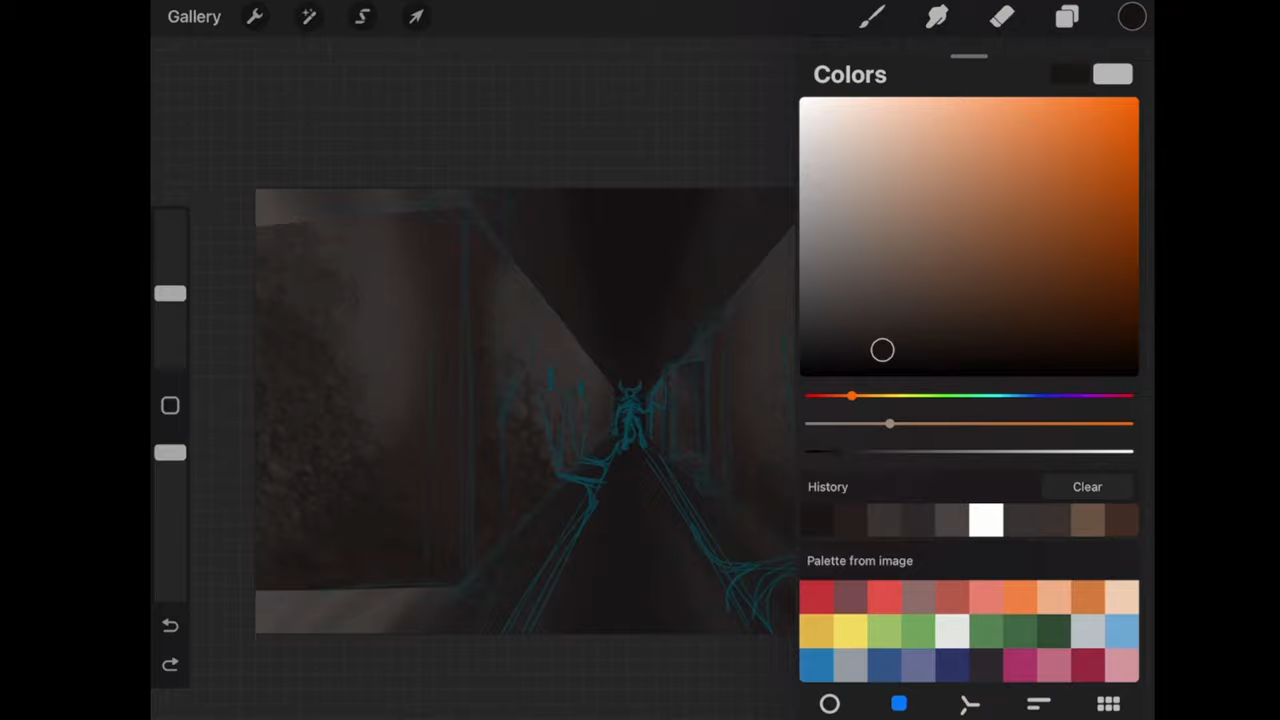 Gallery
Colors
History
Clear
Palette from image